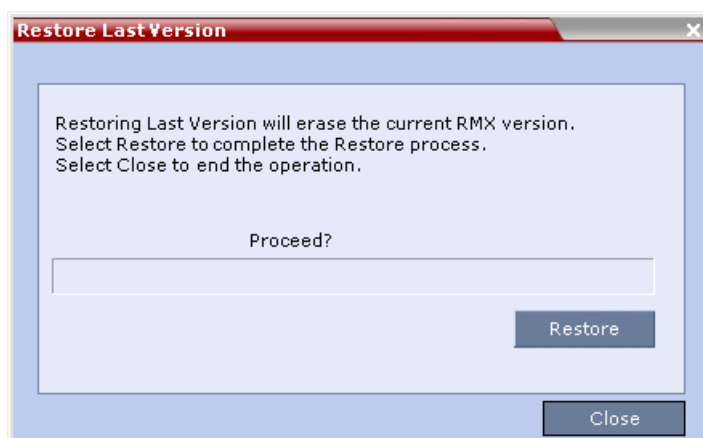 Restore Last Version
Restoring Last Version will erase the current RMX version.
Select Restore to complete the Restore process.
Select Close to end the operation.
Proceed?
Restore
Close